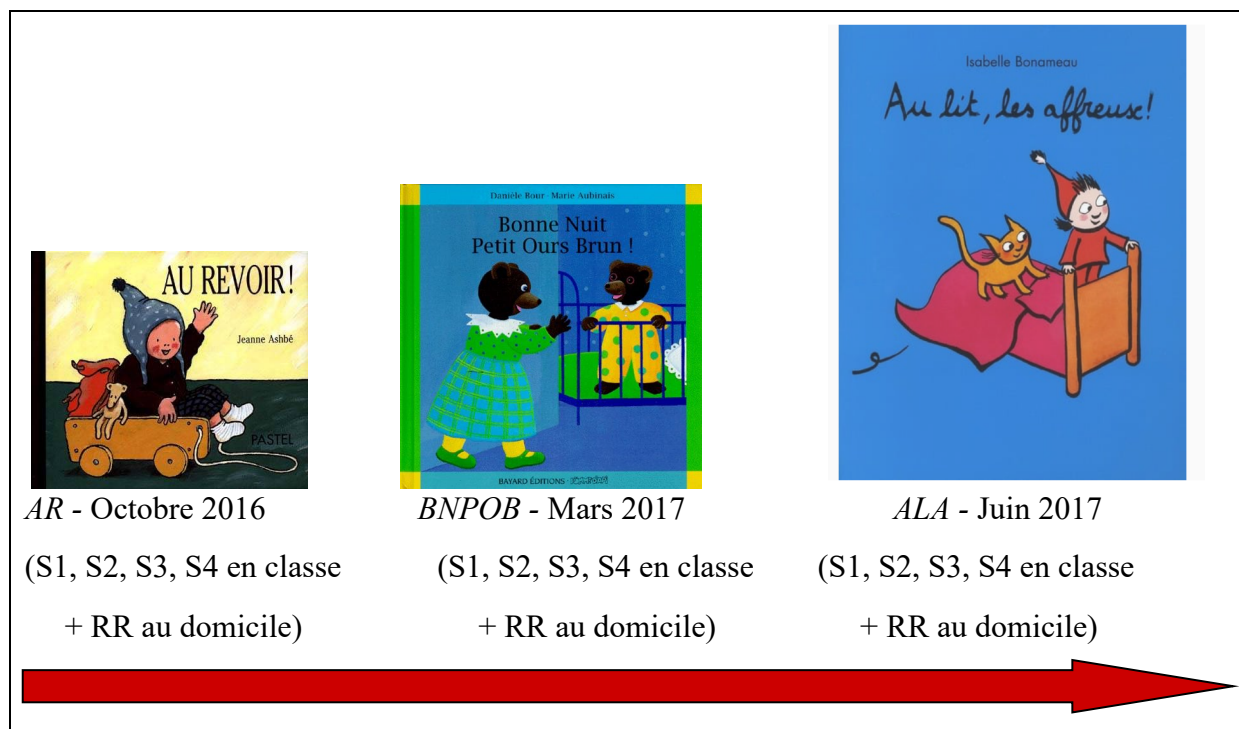 AU REVOIR!
Jeanne Ashbé
PASTEL
AR - Octobre 2016
(S1, S2, S3, S4 en classe
+ RR au domicile)
Danièle Bour - Marie Aubinais
Bonne Nuit
Petit Ours Brun !
BAYARD ÉDITIONS
BNPOB - Mars 2017
(S1, S2, S3, S4 en classe
+ RR au domicile)
Isabelle Bonameau
Au lit, les affreux!
ALA - Juin 2017
(S1, S2, S3, S4 en classe
+ RR au domicile)